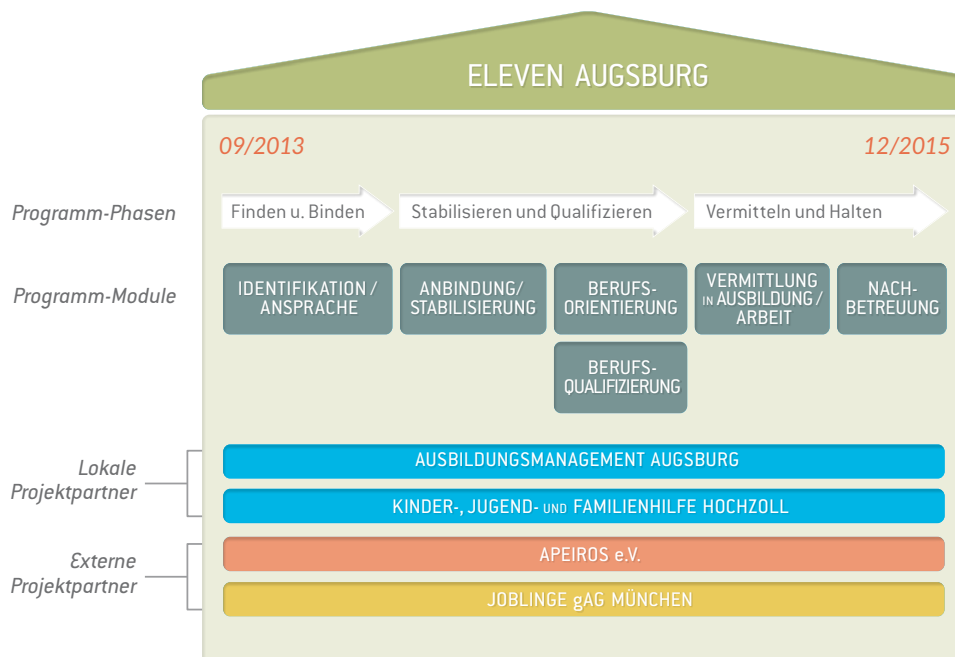 ELEVEN AUGSBURG
09/2013
12/2015
Programm-Phasen
Finden u. Binden
Stabilisieren und Qualifizieren
Vermitteln und Halten
Programm-Module
IDENTIFIKATION /
ANSPRACHE
ANBINDUNG/
STABILISIERUNG
BERUFS-
ORIENTIERUNG
VERMITTLUNG
IN AUSBILDUNG /
ARBEIT
NACH-
BETREUUNG
BERUFS-
QUALIFIZIERUNG
Lokale
Projektpartner
AUSBILDUNGSMANAGEMENT AUGSBURG
KINDER-, JUGEND- UND FAMILIENHILFE HOCHZOLL
Externe
Projektpartner
APEIROS e.V.
JOBLINGE gAG MÜNCHEN